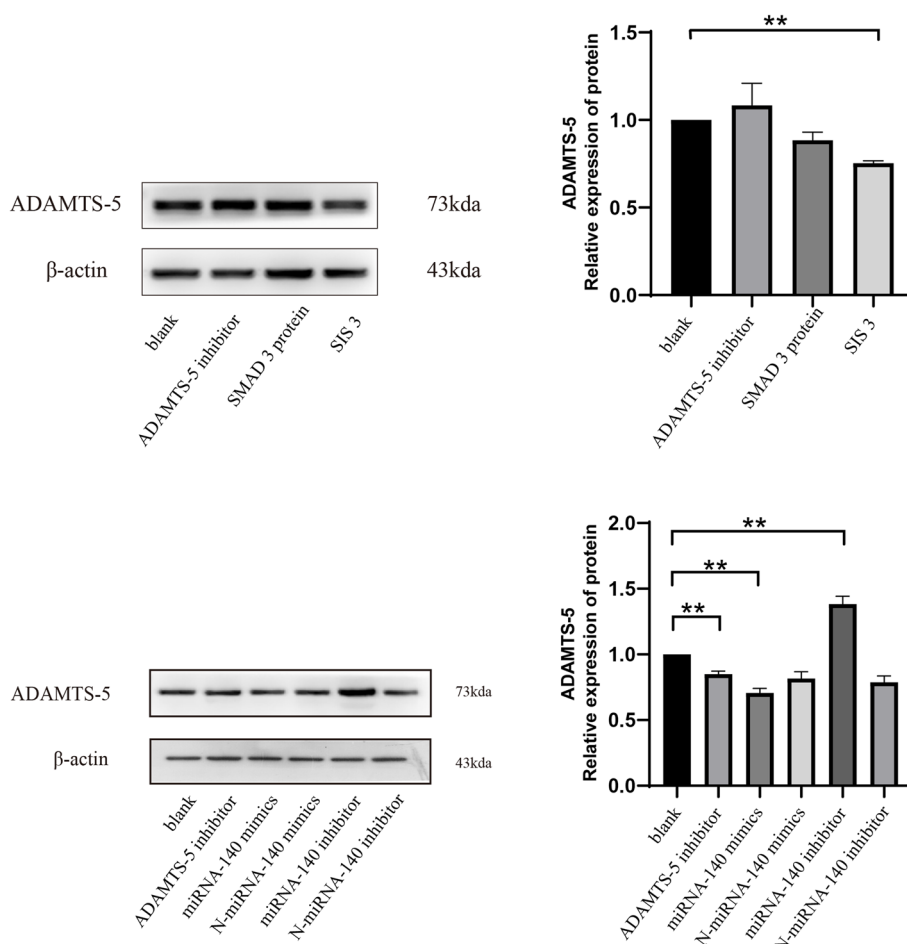 ADAMTS-5
73kda
β-actin
43kda
blank
ADAMTS-5 inhibitor
SMAD 3 protein
SIS 3
ADAMTS-5
Relative expression of protein
1.5
1.0
0.5
0.0
**
blank
ADAMTS-5 inhibitor
SMAD 3 protein
SIS 3
ADAMTS-5
73kda
β-actin
43kda
blank
ADAMTS-5 inhibitor
miRNA-140 mimics
N-miRNA-140 mimics
miRNA-140 inhibitor
N-miRNA-140 inhibitor
ADAMTS-5
Relative expression of protein
2.0
1.5
1.0
0.5
0.0
**
**
**
blank
ADAMTS-5 inhibitor
miRNA-140 mimics
N-miRNA-140 mimics
miRNA-140 inhibitor
N-miRNA-140 inhibitor